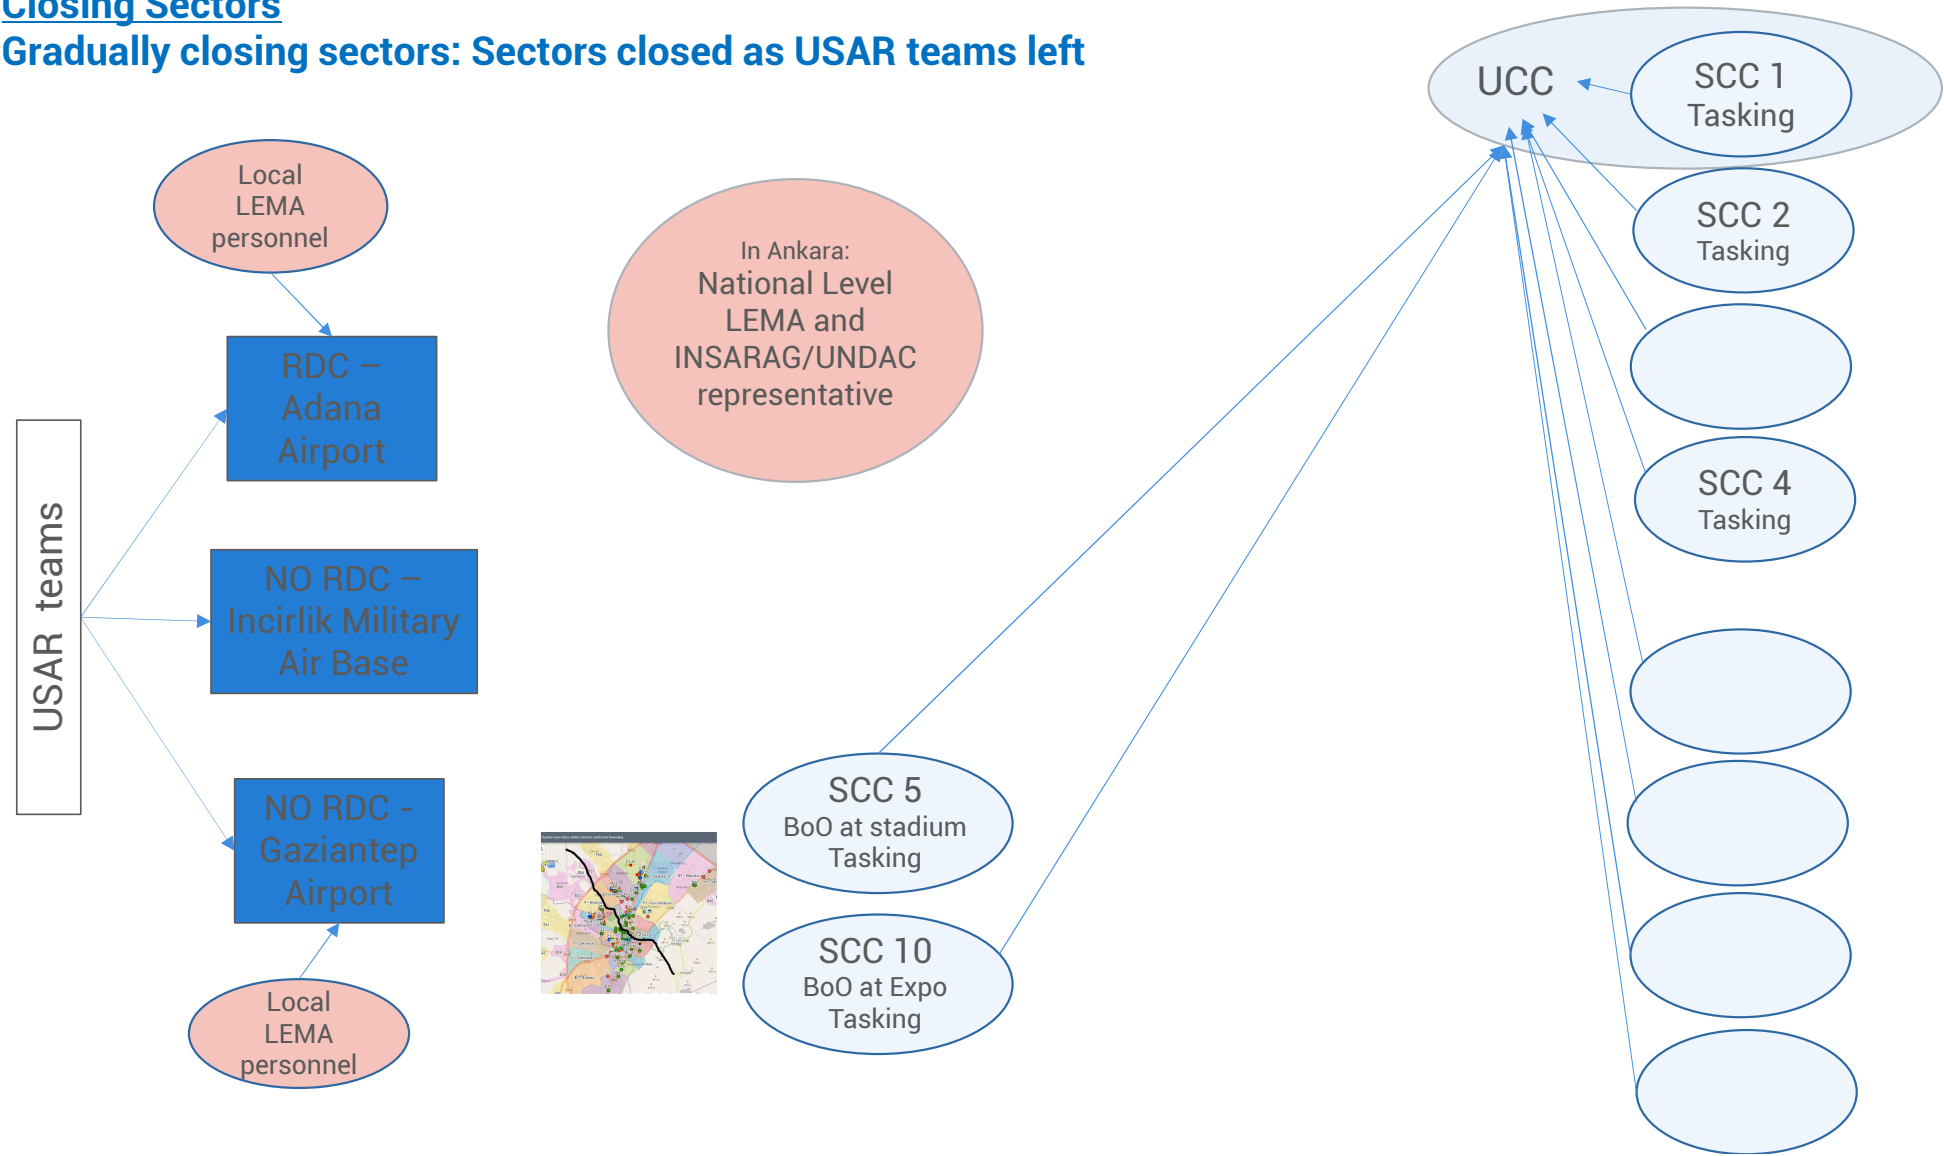 Closing Sectors
Gradually closing sectors: Sectors closed as USAR teams left
UCC
SCC 1
Tasking
Local
LEMA
personnel
SCC 2
Tasking
In Ankara:
National Level
LEMA and
INSARAG/UNDAC
representative
RDC –
Adana
Airport
SCC 4
Tasking
USAR teams
NO RDC –
Incirlik Military
Air Base
NO RDC -
Gaziantep
Airport
SCC 5
BoO at stadium
Tasking
SCC 10
BoO at Expo
Tasking
Local
LEMA
personnel